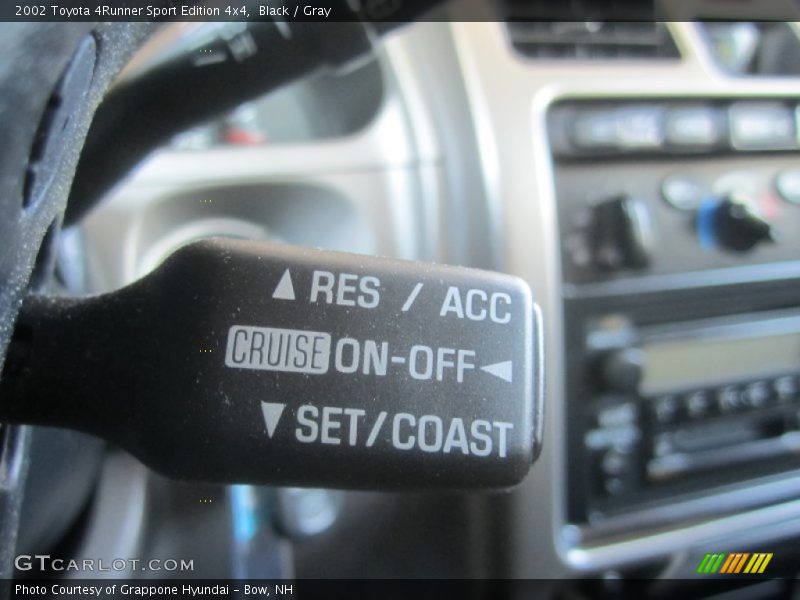 2002 Toyota 4Runner Sport Edition 4x4, Black / Gray
▲ RES / ACC
CRUISE ON-OFF ◀
▼ SET/COAST
GTCARLOT.COM
Photo Courtesy of Grappone Hyundai - Bow, NH